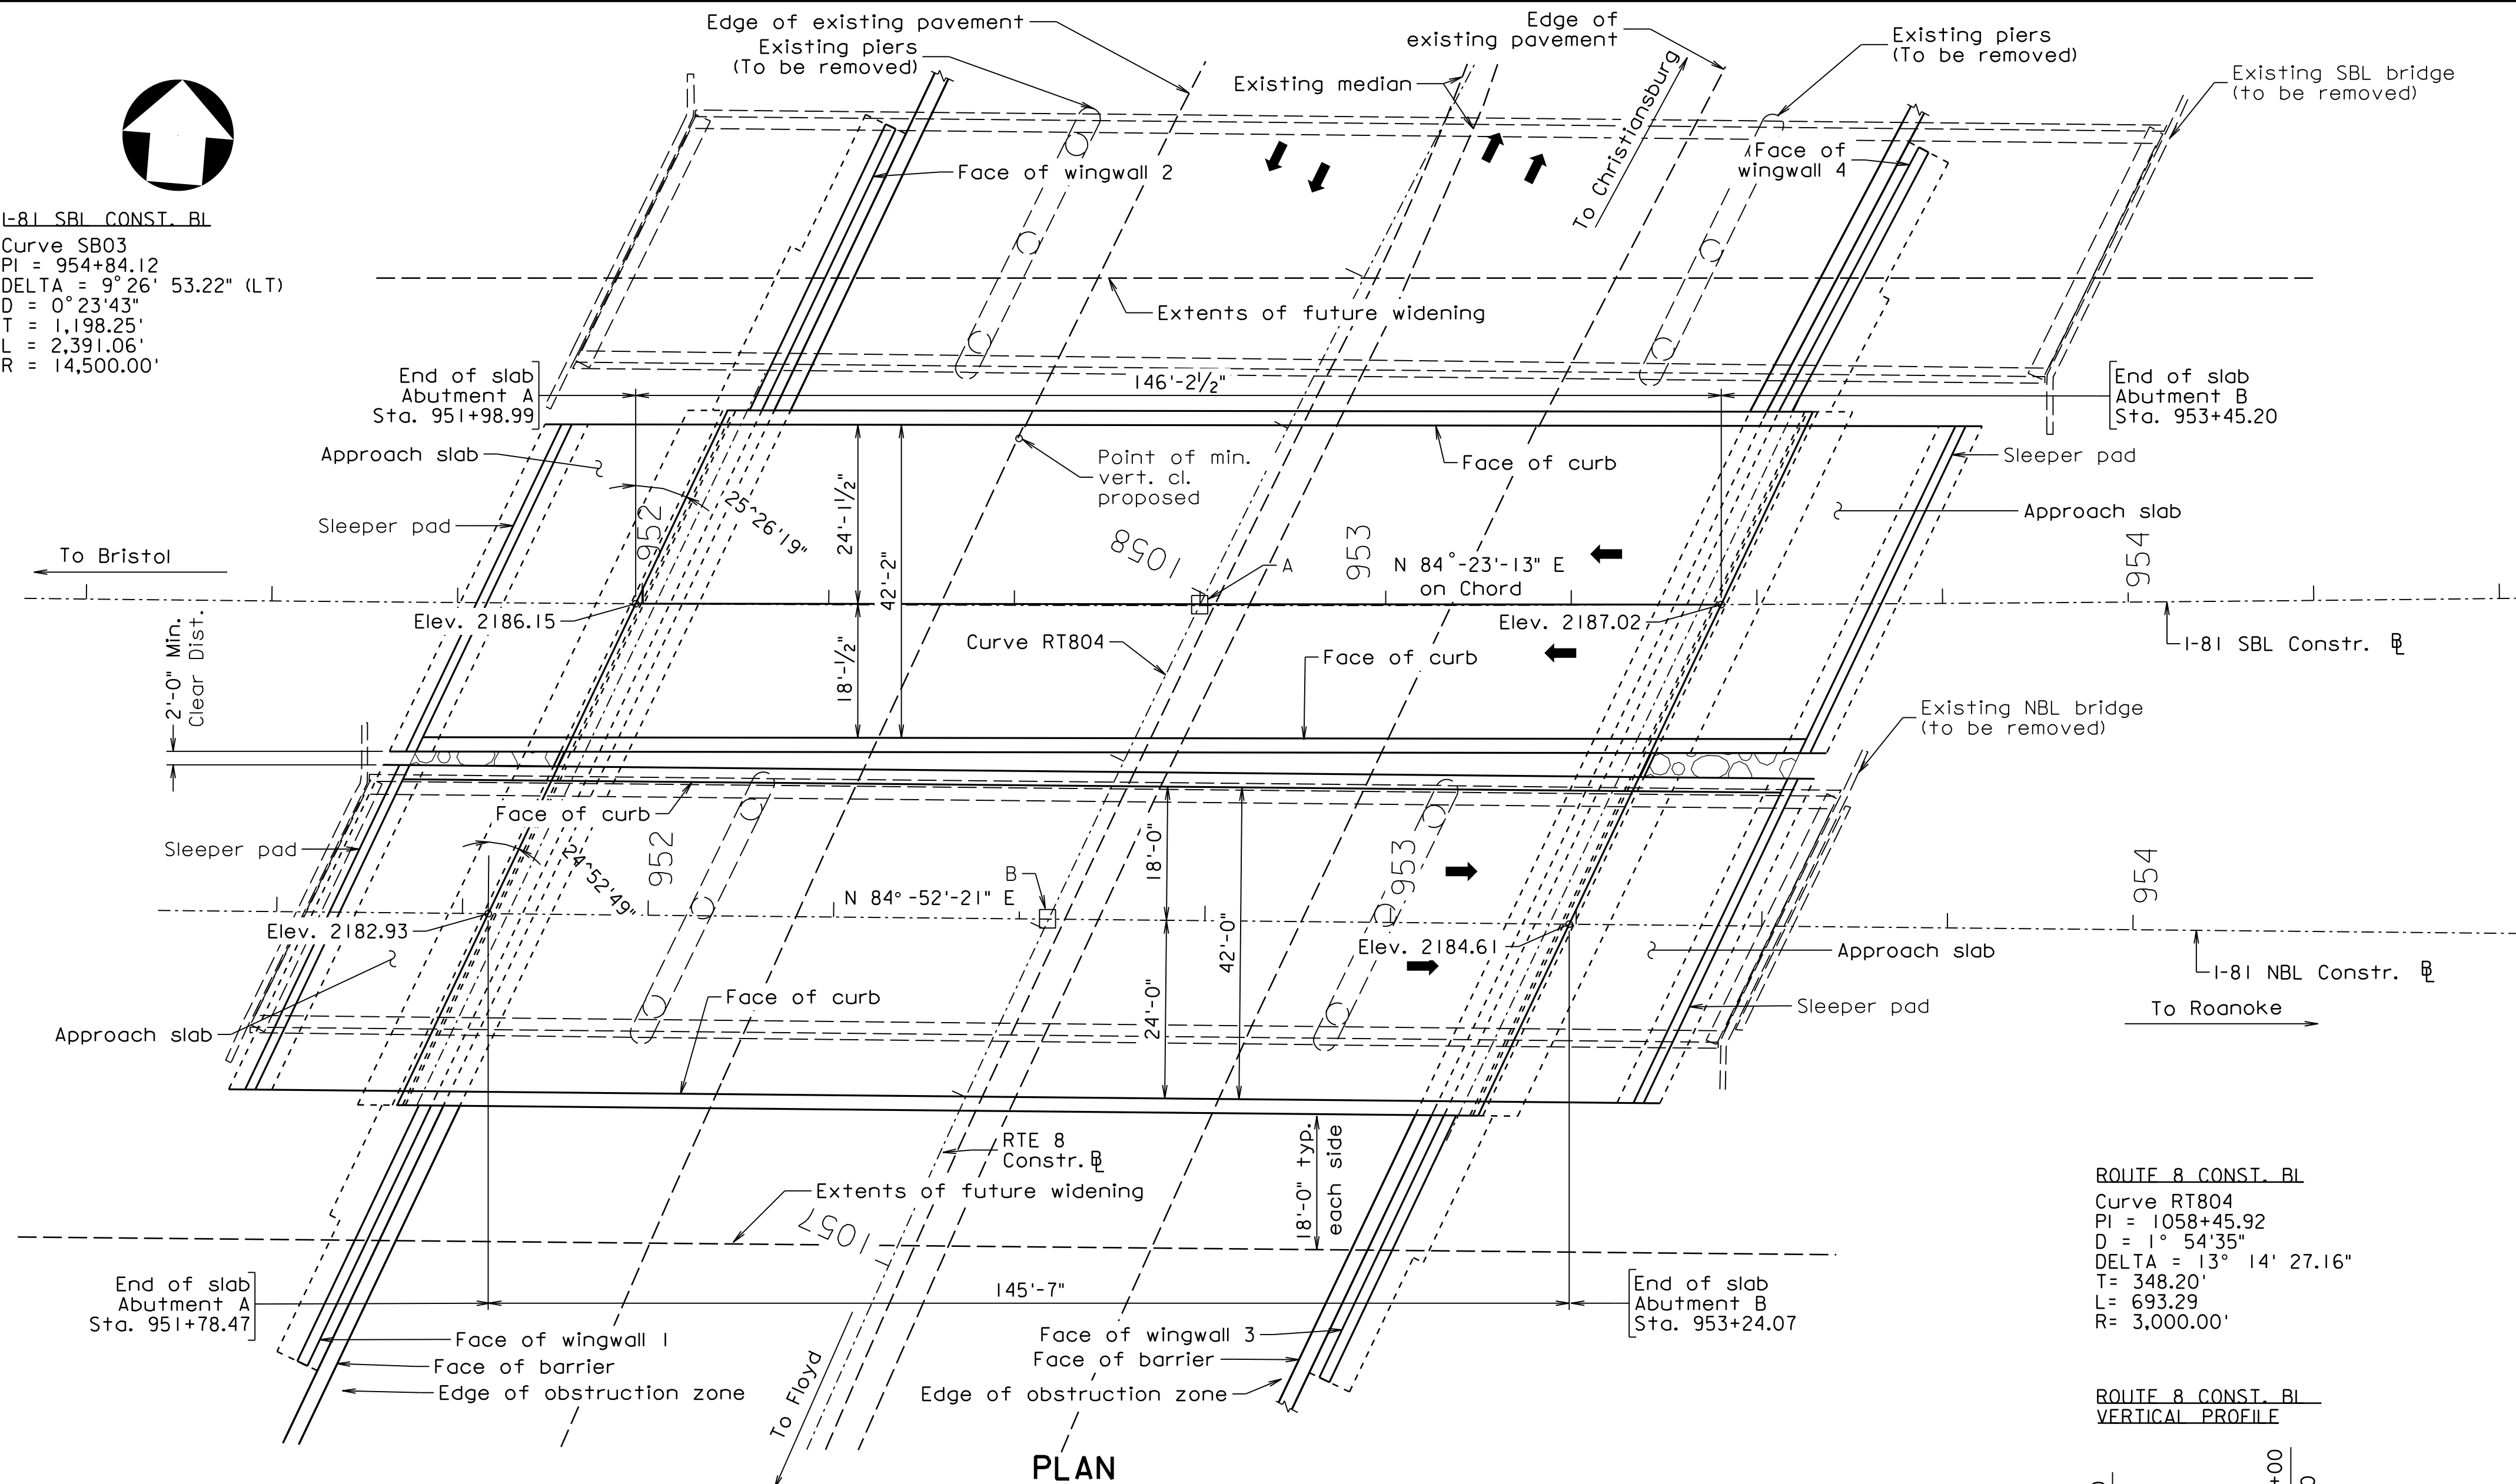 Edge of existing pavement
Existing piers
(To be removed)
Edge of
existing pavement
Existing median
To Christiansburg
Existing piers
(To be removed)
Existing SBL bridge
(to be removed)
Face of wingwall 2
Face of
wingwall 4
I-81 SBL CONST. BL
Curve SB03
PI = 954+84.12
DELTA = 9°26' 53.22" (LT)
D = 0°23'43"
T = 1,198.25'
L = 2,391.06'
R = 14,500.00'
Extents of future widening
End of slab
Abutment A
Sta. 951+98.99
146'-2½"
End of slab
Abutment B
Sta. 953+45.20
Approach slab
Point of min.
vert. cl.
proposed
Face of curb
Sleeper pad
Sleeper pad
24'-1½"
42'-2"
18'-½"
25^26'19"
952
1058
A
953
N 84°-23'-13" E
on Chord
Approach slab
954
To Bristol
2'-0" Min.
Clear Dist.
Elev. 2186.15
Elev. 2187.02
Curve RT804
Face of curb
I-81 SBL Constr. BL
Existing NBL bridge
(to be removed)
Face of curb
Sleeper pad
24^52'49"
952
B
N 84°-52'-21" E
18'-0"
42'-0"
24'-0"
953
954
Elev. 2182.93
Elev. 2184.61
Approach slab
I-81 NBL Constr. BL
Face of curb
Sleeper pad
To Roanoke
Approach slab
RTE 8
Constr. BL
18'-0" typ.
each side
Extents of future widening
1057
ROUTE 8 CONST. BL
Curve RT804
PI = 1058+45.92
D = 1° 54'35"
DELTA = 13° 14' 27.16"
T= 348.20'
L= 693.29
R= 3,000.00'
End of slab
Abutment A
Sta. 951+78.47
145'-7"
End of slab
Abutment B
Sta. 953+24.07
Face of wingwall 1
Face of barrier
Edge of obstruction zone
To Floyd
Face of wingwall 3
Face of barrier
Edge of obstruction zone
ROUTE 8 CONST. BL
VERTICAL PROFILE
PLAN
+00